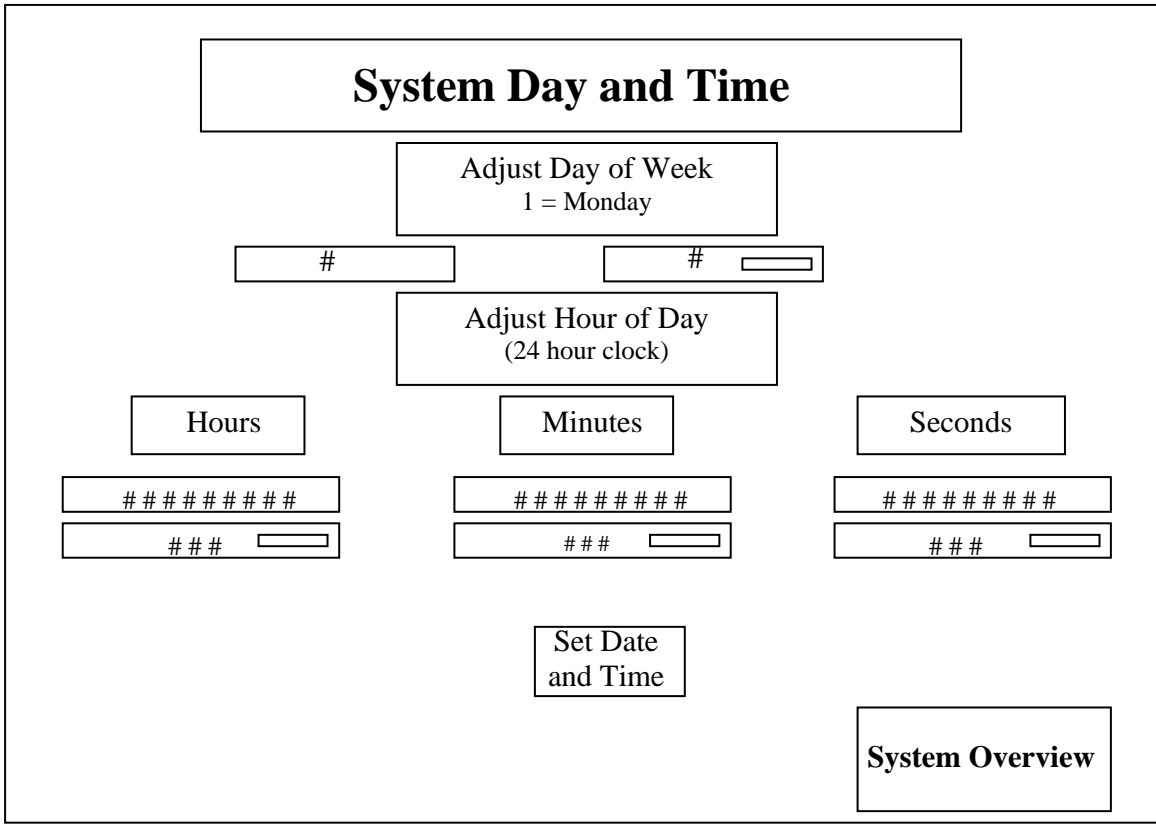 System Day and Time
Adjust Day of Week
1 = Monday
# #
Adjust Hour of Day
(24 hour clock)
Hours Minutes Seconds
# # # # # # # # # # # # # # # # # # # # # # # # # # #
# # # # # # # # #
Set Date
and Time
System Overview